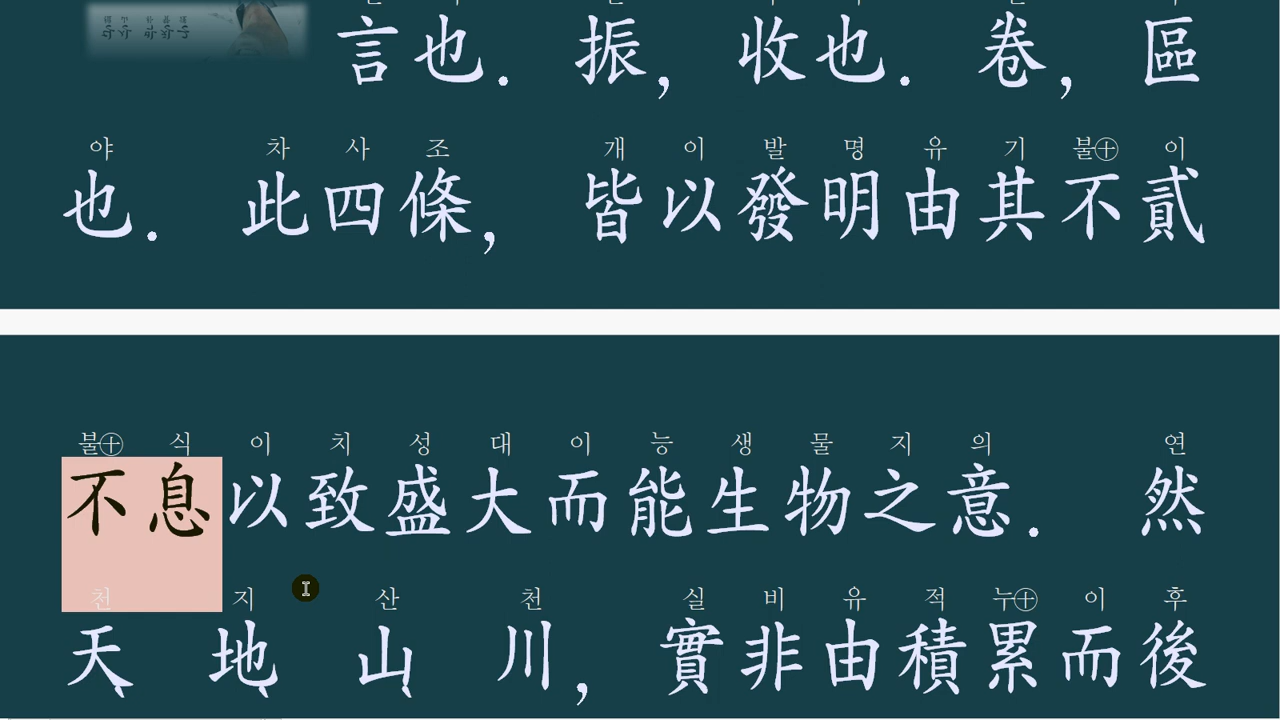 言也. 振, 收也. 卷, 區
야 차 사 조 개 이 발 명 유 기 불㊉ 이
也. 此四條, 皆以發明由其不貳
불㊉ 식 이 치 성 대 이 능 생 물 지 의 연
不息以致盛大而能生物之意. 然
천 지 산 천 실 비 유 적 누㊉ 이 후
天、地、山、川, 實非由積累而後